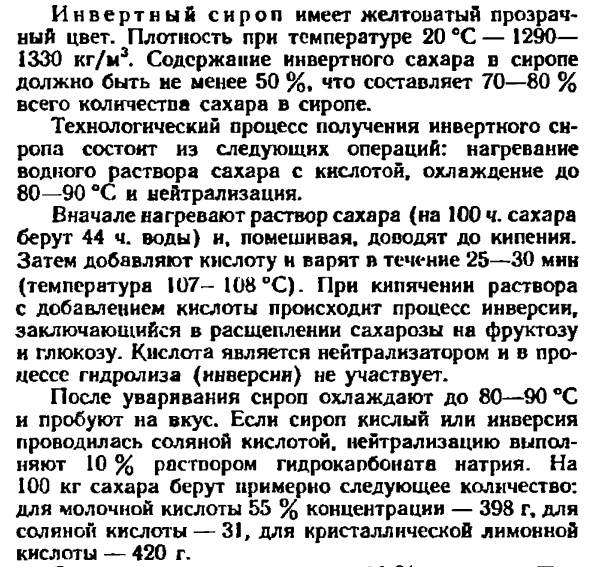 Инвертный сироп имеет желтоватый прозрач-
ный цвет. Плотность при температуре 20 °С — 1290—
1330 кг/м³. Содержание инвертного сахара в сиропе
должно быть не менее 50 %, что составляет 70—80 %
всего количества сахара в сиропе.
Технологический процесс получения инвертного си-
ропа состоит из следующих операций: нагревание
водного раствора сахара с кислотой, охлаждение до
80—90 °С и нейтрализация.
Вначале нагревают раствор сахара (на 100 ч. сахара
берут 44 ч. воды) и, помешивая, доводят до кипения.
Затем добавляют кислоту и варят в течение 25—30 мин
(температура 107— 108 °С). При кипячении раствора
с добавлением кислоты происходит процесс инверсии,
заключающийся в расщеплении сахарозы на фруктозу
и глюкозу. Кислота является нейтрализатором и в про-
цессе гидролиза (инверсии) не участвует.
После уваривания сироп охлаждают до 80—90 °С
и пробуют на вкус. Если сироп кислый или инверсия
проводилась соляной кислотой, нейтрализацию выпол-
няют 10 % раствором гидрокарбоната натрия. На
100 кг сахара берут примерно следующее количество:
для молочной кислоты 55 % концентрации — 398 г, для
соляной кислоты — 31, для кристаллической лимонной
кислоты — 420 г.